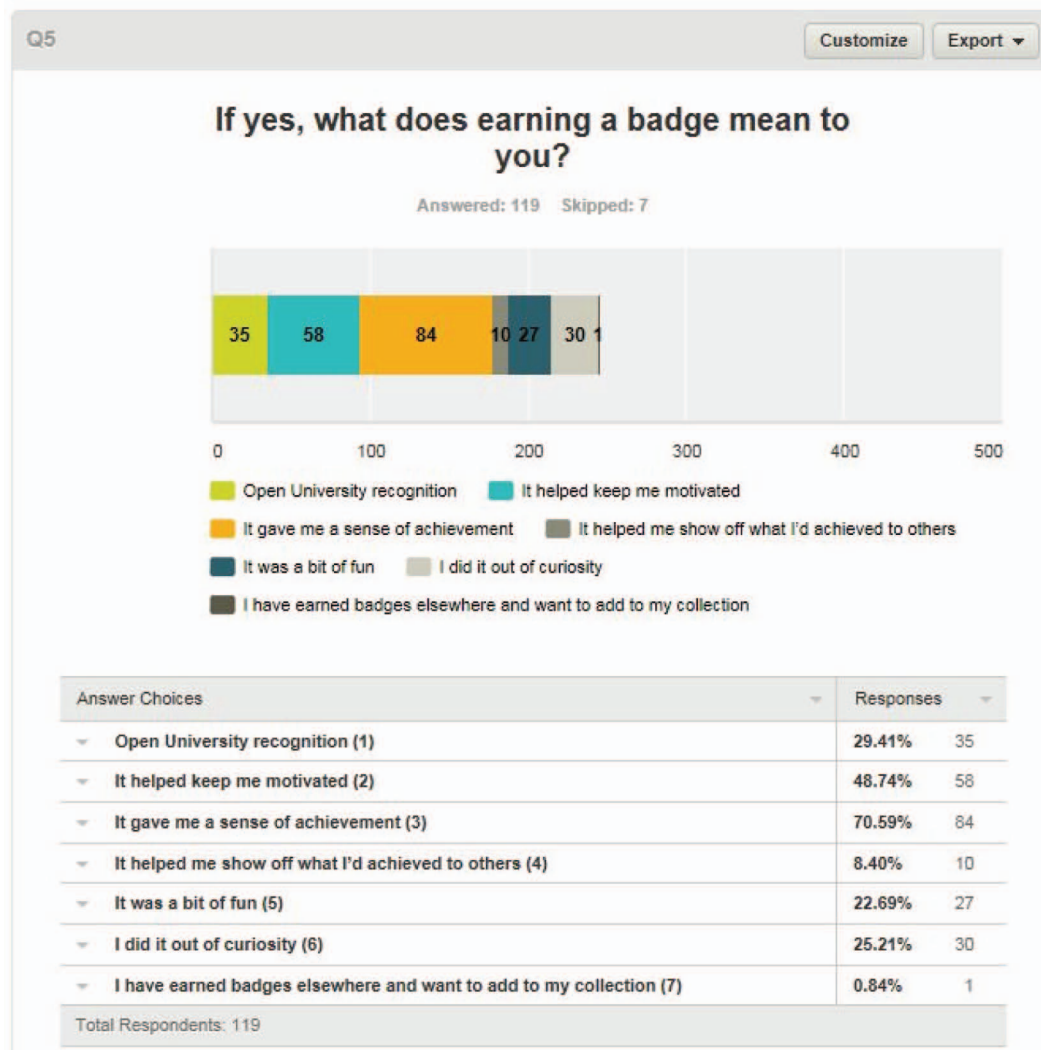 Q5 Customize Export
If yes, what does earning a badge mean to
you?
Answered: 119 Skipped: 7
35 58 84 10 27 30 1
0 100 200 300 400 500
Open University recognition It helped keep me motivated
It gave me a sense of achievement It helped me show off what I'd achieved to others
It was a bit of fun I did it out of curiosity
I have earned badges elsewhere and want to add to my collection
Answer Choices Responses
Open University recognition (1) 29.41% 35
It helped keep me motivated (2) 48.74% 58
It gave me a sense of achievement (3) 70.59% 84
It helped me show off what I'd achieved to others (4) 8.40% 10
It was a bit of fun (5) 22.69% 27
I did it out of curiosity (6) 25.21% 30
I have earned badges elsewhere and want to add to my collection (7) 0.84% 1
Total Respondents: 119